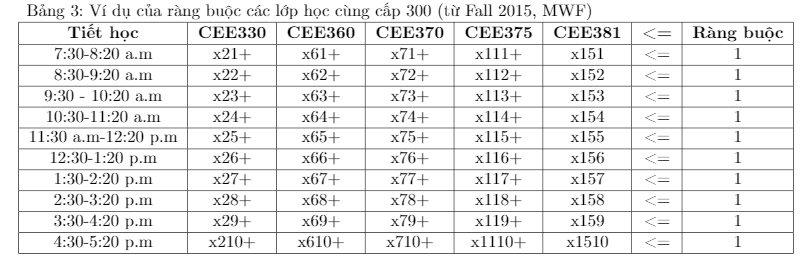 Bảng 3: Ví dụ của ràng buộc các lớp học cùng cấp 300 (từ Fall 2015, MWF)
Tiết học CEE330 CEE360 CEE370 CEE375 CEE381 <= Ràng buộc
7:30-8:20 a.m x21+ x61+ x71+ x111+ x151 <= 1
8:30-9:20 a.m x22+ x62+ x72+ x112+ x152 <= 1
9:30 - 10:20 a.m x23+ x63+ x73+ x113+ x153 <= 1
10:30-11:20 a.m x24+ x64+ x74+ x114+ x154 <= 1
11:30 a.m-12:20 p.m x25+ x65+ x75+ x115+ x155 <= 1
12:30-1:20 p.m x26+ x66+ x76+ x116+ x156 <= 1
1:30-2:20 p.m x27+ x67+ x77+ x117+ x157 <= 1
2:30-3:20 p.m x28+ x68+ x78+ x118+ x158 <= 1
3:30-4:20 p.m x29+ x69+ x79+ x119+ x159 <= 1
4:30-5:20 p.m x210+ x610+ x710+ x1110+ x1510 <= 1